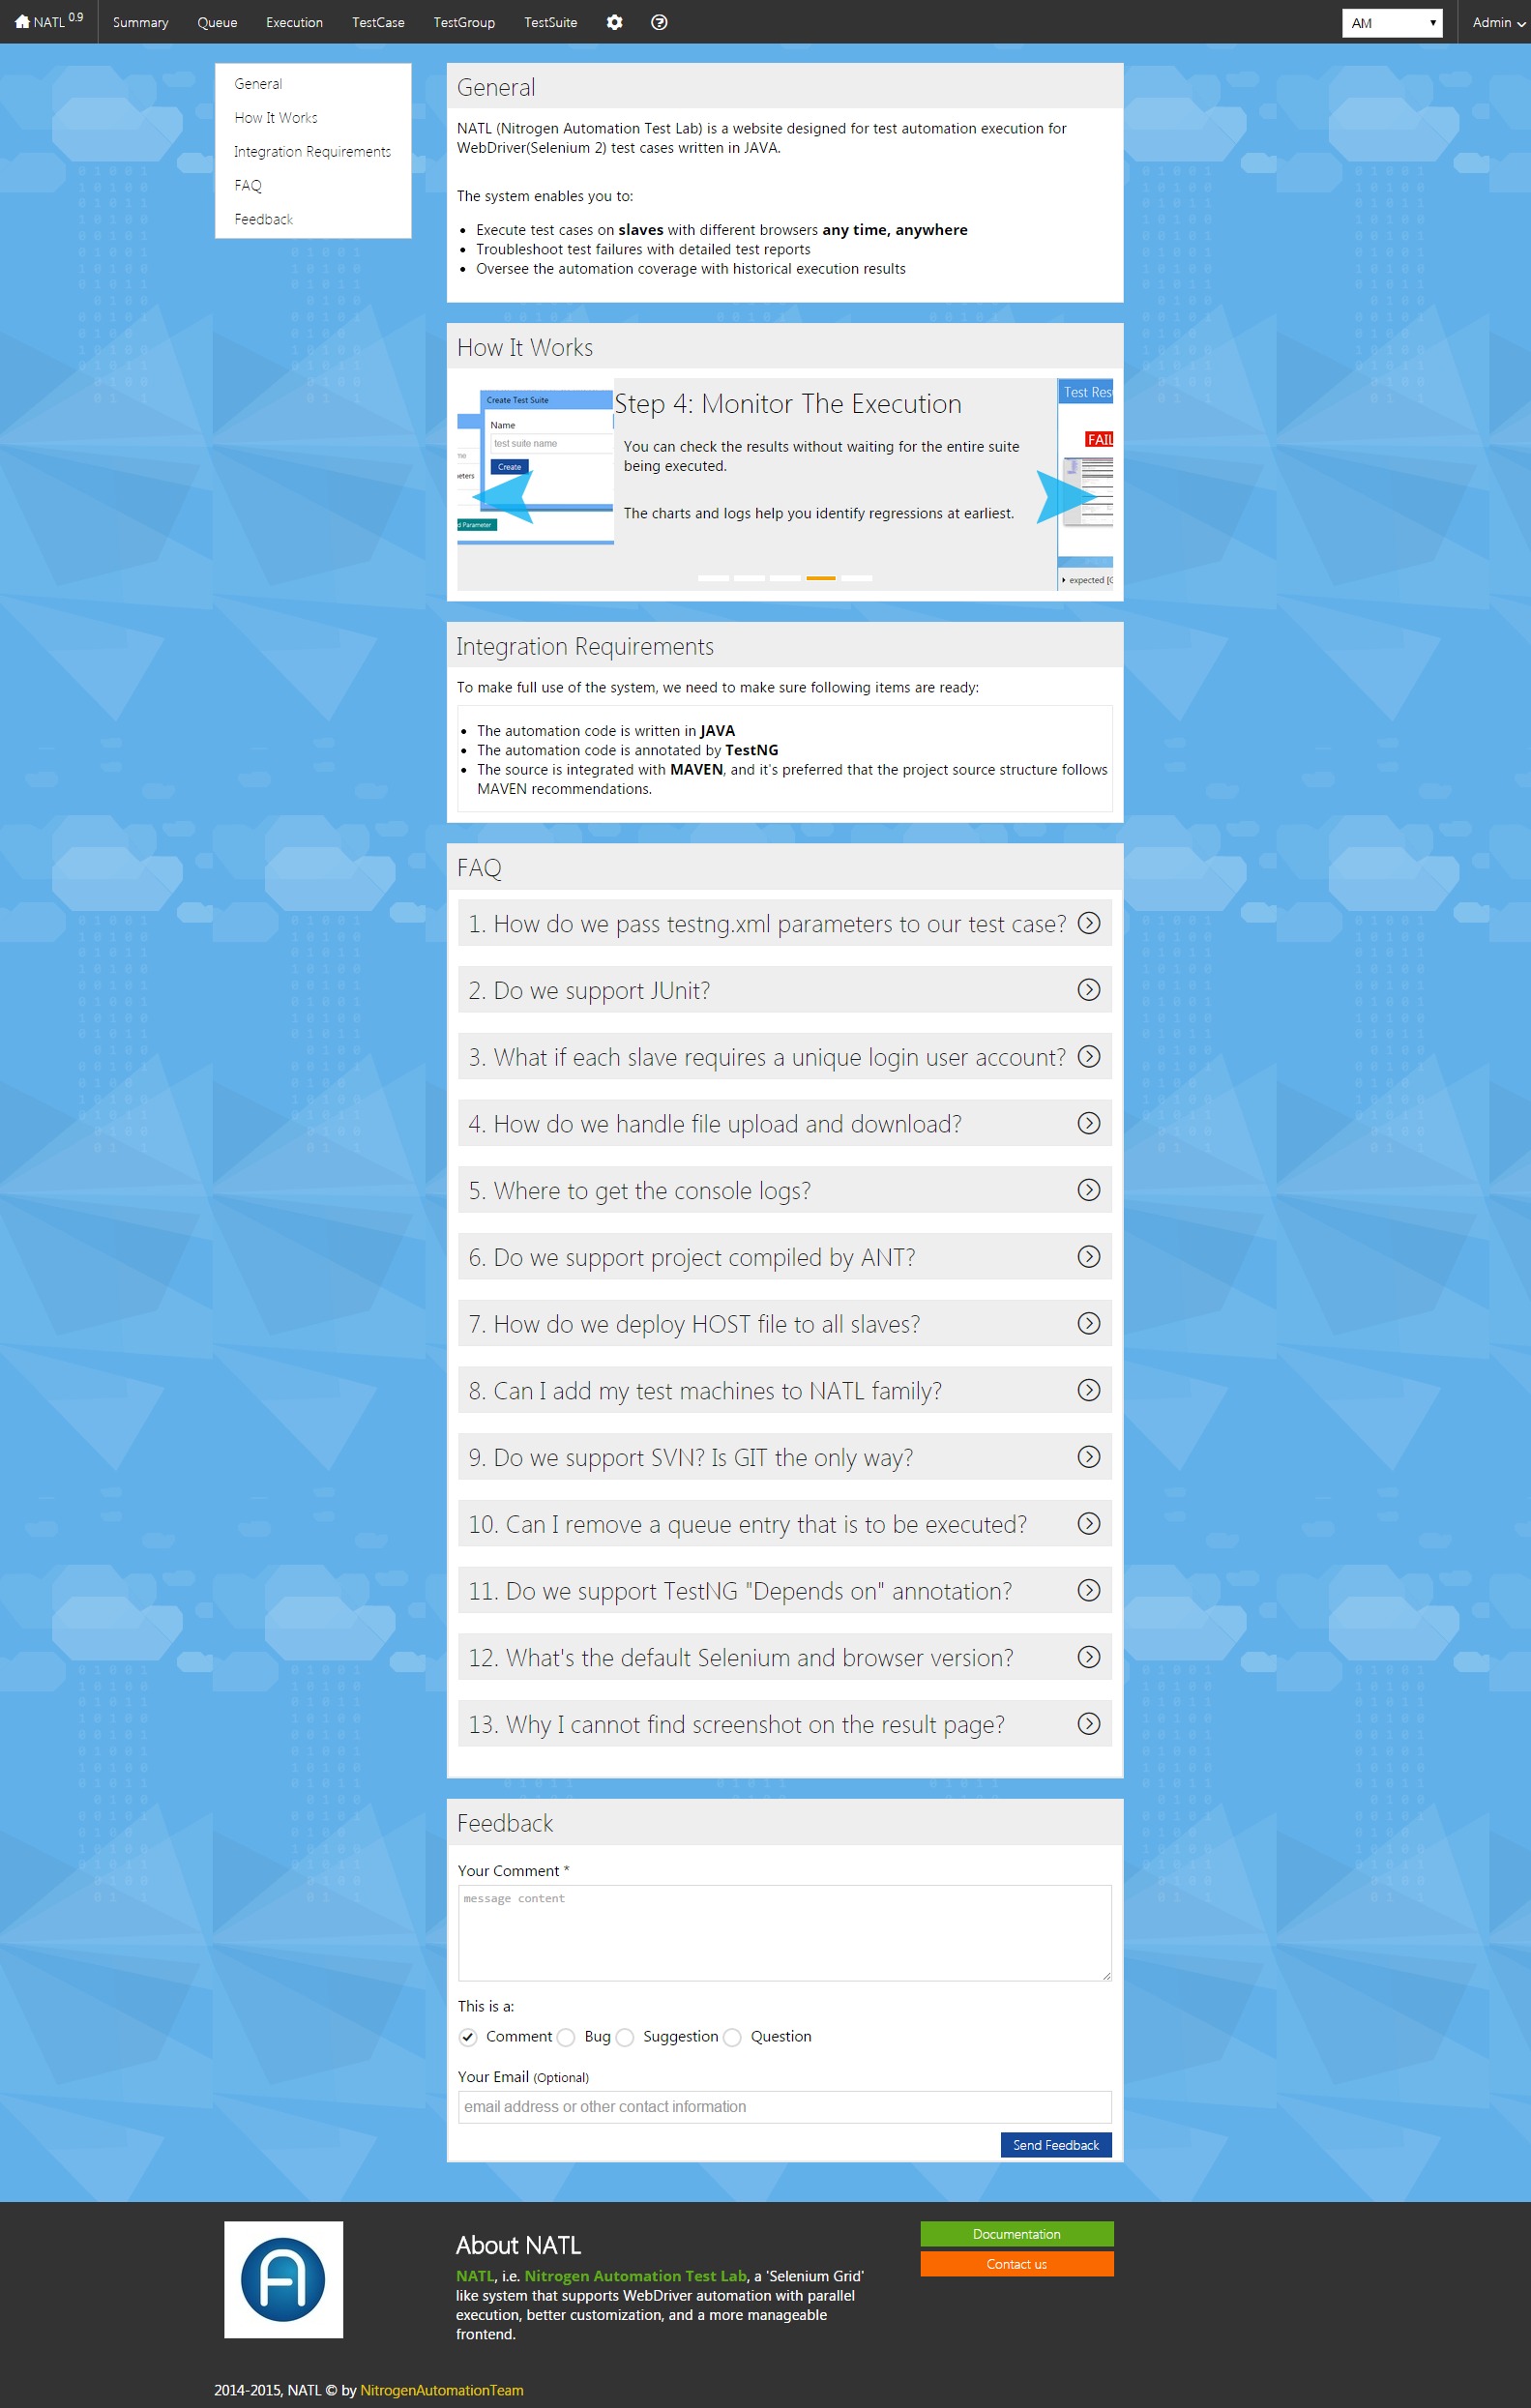 NATL 0.9 Summary Queue Execution TestCase TestGroup TestSuite AM Admin
General
How It Works
Integration Requirements
FAQ
Feedback
General
NATL (Nitrogen Automation Test Lab) is a website designed for test automation execution for
WebDriver(Selenium 2) test cases written in JAVA.
The system enables you to:
Execute test cases on slaves with different browsers any time, anywhere
Troubleshoot test failures with detailed test reports
Oversee the automation coverage with historical execution results
How It Works
Create Test Suite
Name
test suite name
Create
Step 4: Monitor The Execution
You can check the results without waiting for the entire suite
being executed.
The charts and logs help you identify regressions at earliest.
Test
FAIL
Parameter
expected
Integration Requirements
To make full use of the system, we need to make sure following items are ready:
The automation code is written in JAVA
The automation code is annotated by TestNG
The source is integrated with MAVEN, and it's preferred that the project source structure follows
MAVEN recommendations.
FAQ
1. How do we pass testng.xml parameters to our test case?
2. Do we support JUnit?
3. What if each slave requires a unique login user account?
4. How do we handle file upload and download?
5. Where to get the console logs?
6. Do we support project compiled by ANT?
7. How do we deploy HOST file to all slaves?
8. Can I add my test machines to NATL family?
9. Do we support SVN? Is GIT the only way?
10. Can I remove a queue entry that is to be executed?
11. Do we support TestNG "Depends on" annotation?
12. What's the default Selenium and browser version?
13. Why I cannot find screenshot on the result page?
Feedback
Your Comment *
message content
This is a:
Comment Bug Suggestion Question
Your Email (Optional)
email address or other contact information
Send Feedback
About NATL
NATL, i.e. Nitrogen Automation Test Lab, a 'Selenium Grid'
like system that supports WebDriver automation with parallel
execution, better customization, and a more manageable
frontend.
Documentation
Contact us
2014-2015, NATL © by NitrogenAutomationTeam